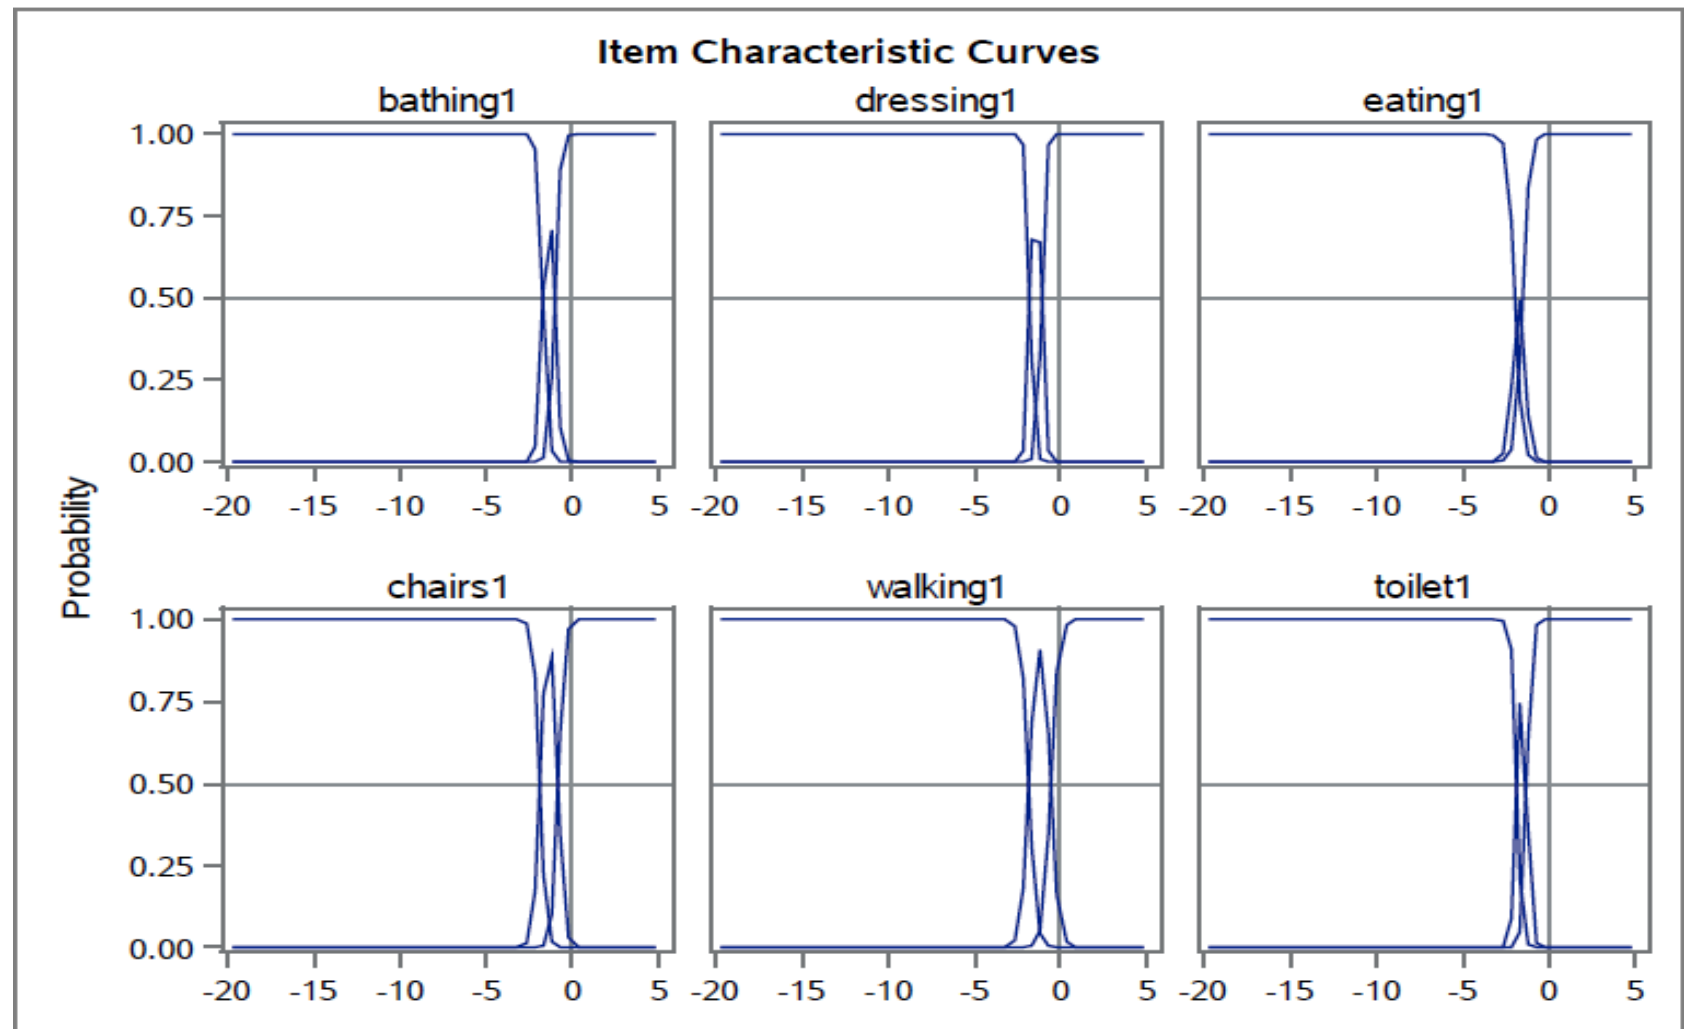 Item Characteristic Curves
bathing1 dressing1 eating1
1.00
0.75
0.50
0.25
0.00
-20 -15 -10 -5 0 5 -20 -15 -10 -5 0 5 -20 -15 -10 -5 0 5
Probability
chairs1 walking1 toilet1
1.00
0.75
0.50
0.25
0.00
-20 -15 -10 -5 0 5 -20 -15 -10 -5 0 5 -20 -15 -10 -5 0 5